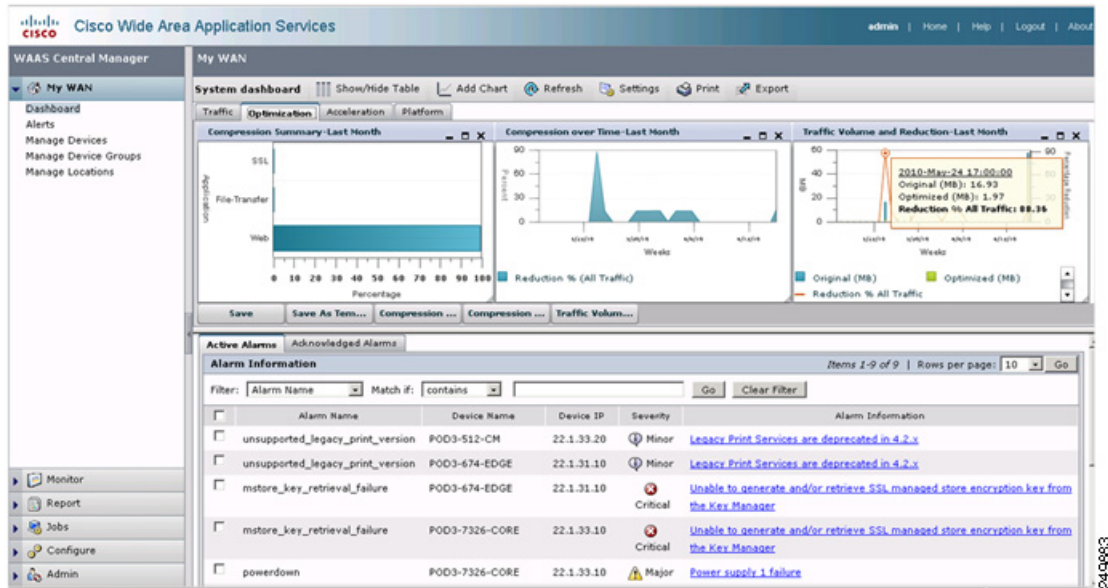 CISCO
Cisco Wide Area Application Services
admin | Home | Help | Logout | About
WAAS Central Manager
My WAN
My WAN
Dashboard
Alerts
Manage Devices
Manage Device Groups
Manage Locations
Monitor
Report
Jobs
Configure
Admin
System dashboard Show/Hide Table Add Chart Refresh Settings Print Export
Traffic Optimization Acceleration Platform
Compression Summary-Last Month
Application
SSL
File-Transfer
Web
0 10 20 30 40 50 60 70 80 90 100
Percentage
Compression over Time-Last Month
Percent
90
60
30
0
Weeks
Reduction % (All Traffic)
Traffic Volume and Reduction-Last Month
MB
60
40
20
0
90
60
30
0
Percentage Reduction
2010-May-24 17:00:00
Original (MB): 16.93
Optimized (MB): 1.97
Reduction % All Traffic: 88.36
Weeks
Original (MB) Optimized (MB)
Reduction % All Traffic
Save Save As Tem... Compression ... Compression ... Traffic Volum...
Active Alarms Acknowledged Alarms
Alarm Information Items 1-9 of 9 | Rows per page: 10 Go
Filter: Alarm Name Match if: contains Go Clear Filter
Alarm Name Device Name Device IP Severity Alarm Information
unsupported_legacy_print_version POD3-512-CM 22.1.33.20 Minor Legacy Print Services are deprecated in 4.2.x
unsupported_legacy_print_version POD3-674-EDGE 22.1.31.10 Minor Legacy Print Services are deprecated in 4.2.x
mstore_key_retrieval_failure POD3-674-EDGE 22.1.31.10 Critical Unable to generate and/or retrieve SSL managed store encryption key from
the Key Manager
mstore_key_retrieval_failure POD3-7326-CORE 22.1.33.10 Critical Unable to generate and/or retrieve SSL managed store encryption key from
the Key Manager
powerdown POD3-7326-CORE 22.1.33.10 Major Power supply 1 failure
249883